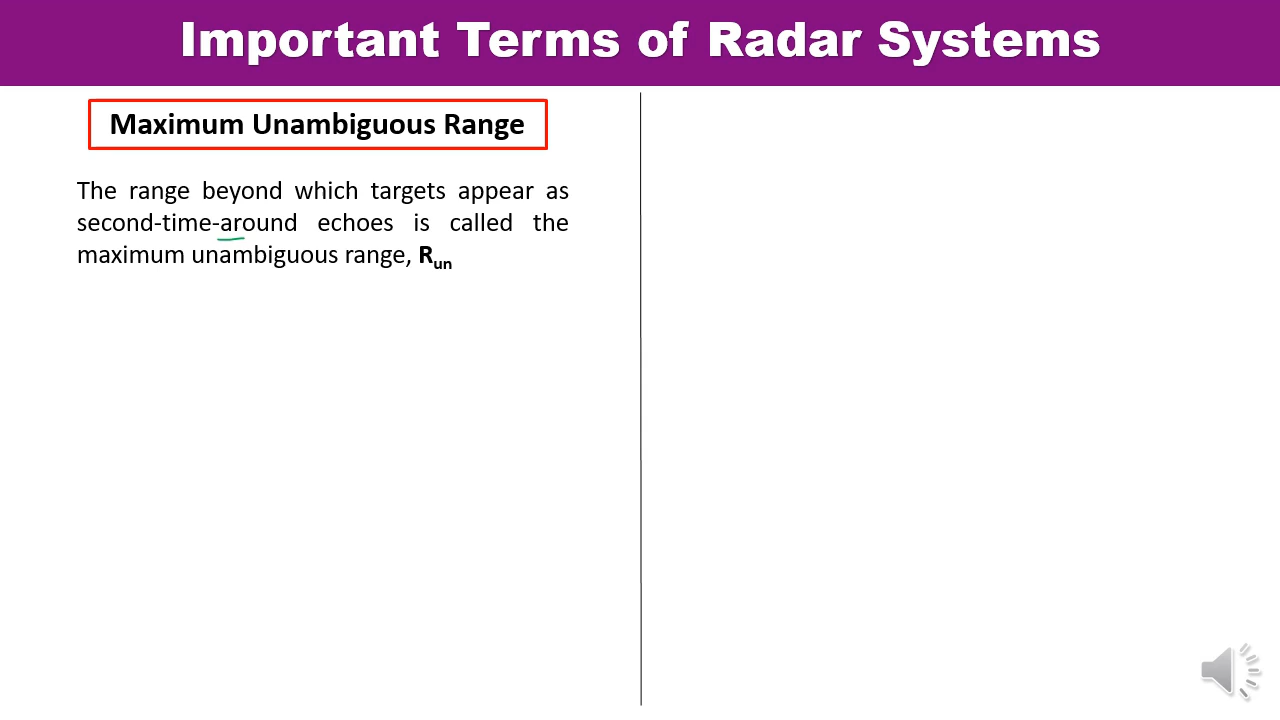 Important Terms of Radar Systems
Maximum Unambiguous Range
The range beyond which targets appear as
second-time-around echoes is called the
maximum unambiguous range, Run